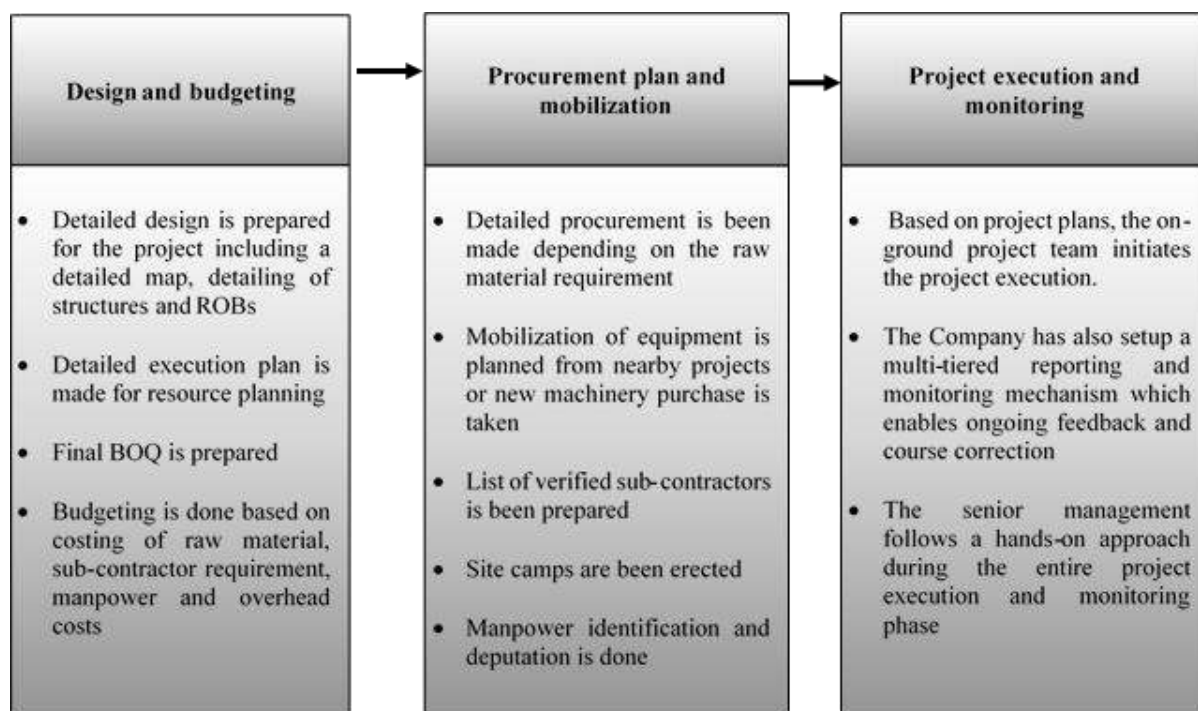 Design and budgeting
• Detailed design is prepared
for the project including a
detailed map, detailing of
structures and ROBs
• Detailed execution plan is
made for resource planning
• Final BOQ is prepared
• Budgeting is done based on
costing of raw material,
sub-contractor requirement,
manpower and overhead
costs
Procurement plan and
mobilization
• Detailed procurement is been
made depending on the raw
material requirement
• Mobilization of equipment is
planned from nearby projects
or new machinery purchase is
taken
• List of verified sub-contractors
is been prepared
• Site camps are been erected
• Manpower identification and
deputation is done
Project execution and
monitoring
• Based on project plans, the on-
ground project team initiates
the project execution.
• The Company has also setup a
multi-tiered reporting and
monitoring mechanism which
enables ongoing feedback and
course correction
• The senior management
follows a hands-on approach
during the entire project
execution and monitoring
phase